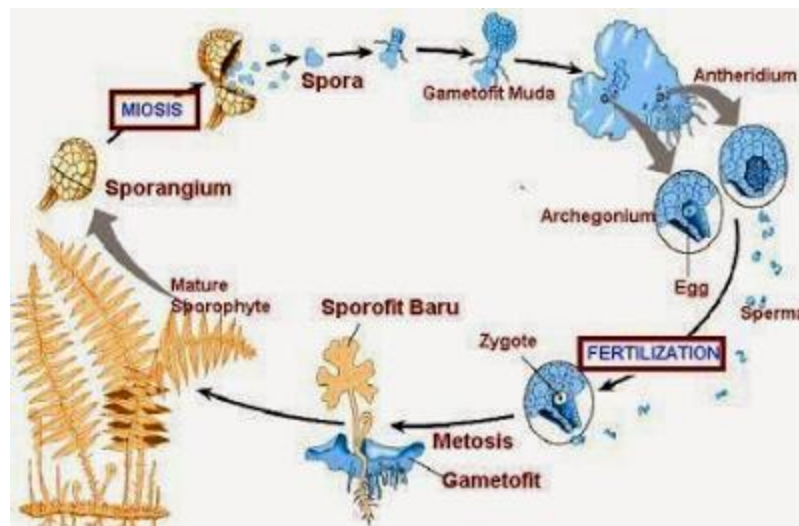 Spora
Gametofit Muda
Antheridium
MIOSIS
Sporangium
Archegonium
Egg
Mature
Sporophyte
Sporofit Baru
Sperma
Zygote
FERTILIZATION
Metosis
Gametofit